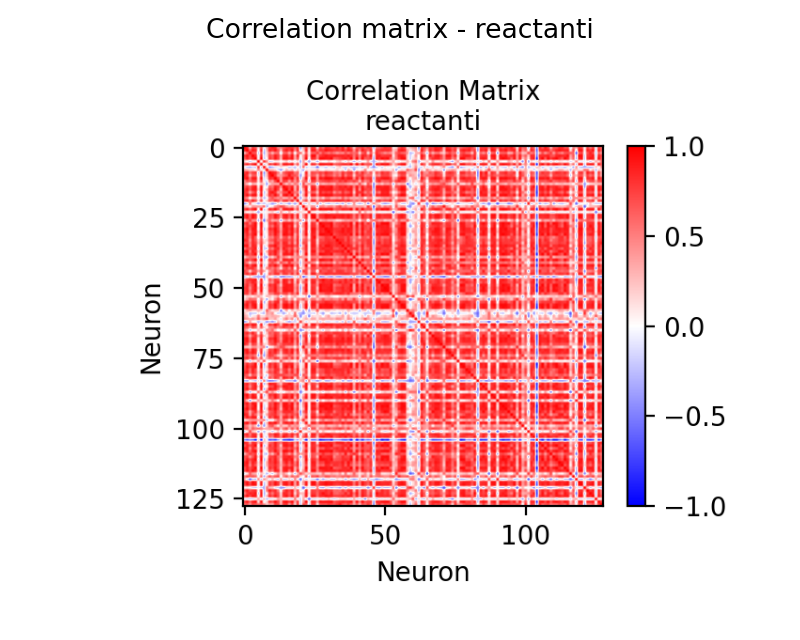 Correlation matrix - reactanti
Correlation Matrix
reactanti
0
25
50
75
100
125
Neuron
0
50
100
Neuron
1.0
0.5
0.0
−0.5
−1.0